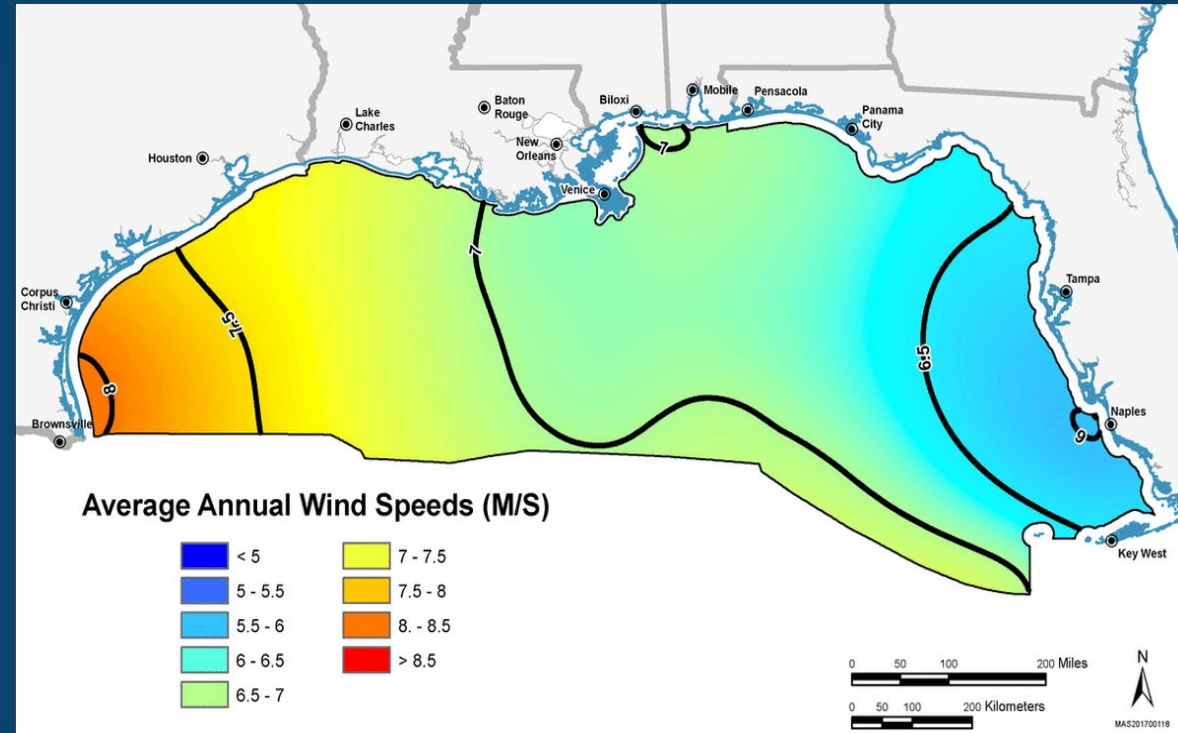 Mobile
Biloxi
Pensacola
Baton
Rouge
Panama
City
Lake
Charles
New
Orleans
Houston
7
Venice
7
Tampa
Corpus
Christi
7.5
6.5
8
Naples
6
Brownsville
Average Annual Wind Speeds (M/S)
< 5
5 - 5.5
5.5 - 6
6 - 6.5
6.5 - 7
7 - 7.5
7.5 - 8
8. - 8.5
> 8.5
Key West
0 50 100 200 Miles
0 50 100 200 Kilometers
N
MAS201700118